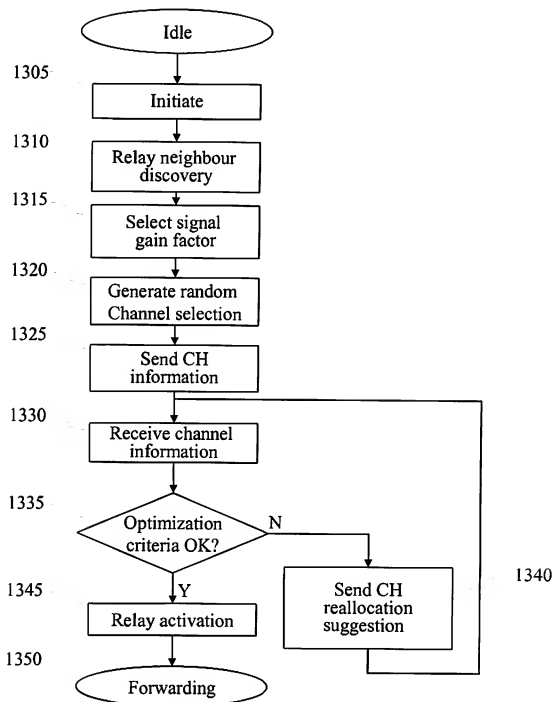 Idle
1305
Initiate
1310
Relay neighbour
discovery
1315
Select signal
gain factor
1320
Generate random
Channel selection
1325
Send CH
information
1330
Receive channel
information
1335
Optimization
criteria OK?
N
Y
1340
Send CH
reallocation
suggestion
1345
Relay activation
1350
Forwarding